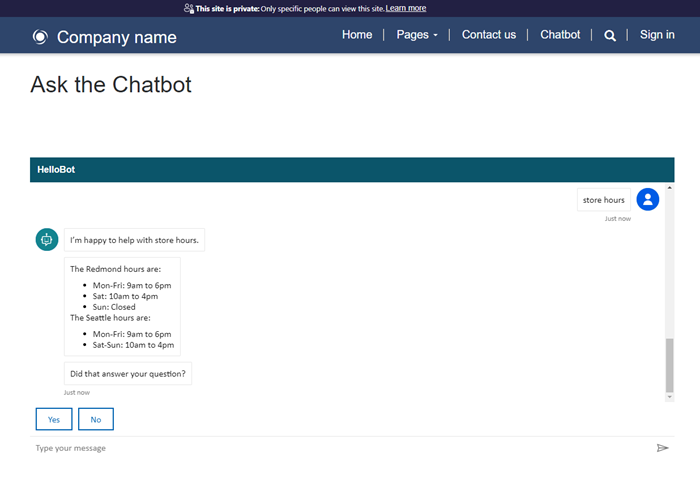 This site is private: Only specific people can view this site. Learn more
Company name
Home
Pages
Contact us
Chatbot
Sign in
Ask the Chatbot
HelloBot
store hours
Just now
I'm happy to help with store hours.
The Redmond hours are:
• Mon-Fri: 9am to 6pm
• Sat: 10am to 4pm
• Sun: Closed
The Seattle hours are:
• Mon-Fri: 9am to 6pm
• Sat-Sun: 10am to 4pm
Did that answer your question?
Just now
Yes
No
Type your message